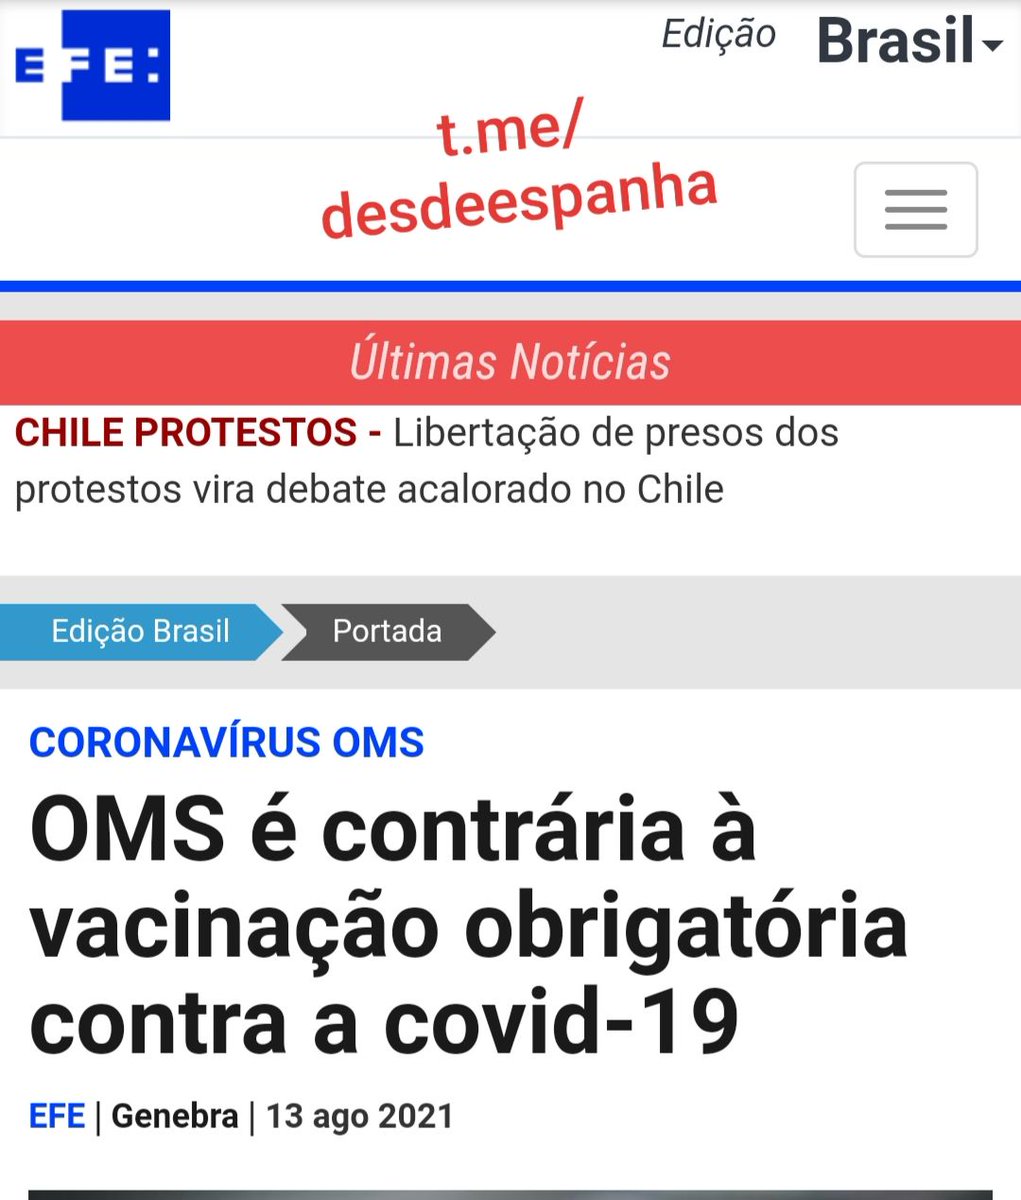 EFE:
Edição Brasil
t.me/
desdeespanha
Últimas Notícias
CHILE PROTESTOS - Libertação de presos dos
protestos vira debate acalorado no Chile
Edição Brasil Portada
CORONAVÍRUS OMS
OMS é contrária à
vacinação obrigatória
contra a covid-19
EFE | Genebra | 13 ago 2021